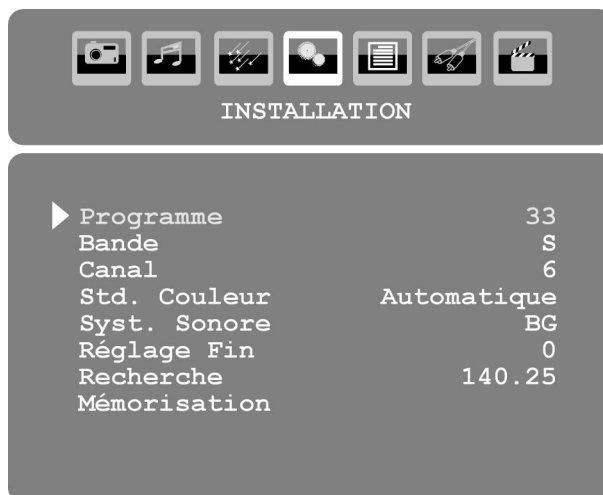 INSTALLATION
Programme 33
Bande S
Canal 6
Std. Couleur Automatique
Syst. Sonore BG
Réglage Fin 0
Recherche 140.25
Mémorisation